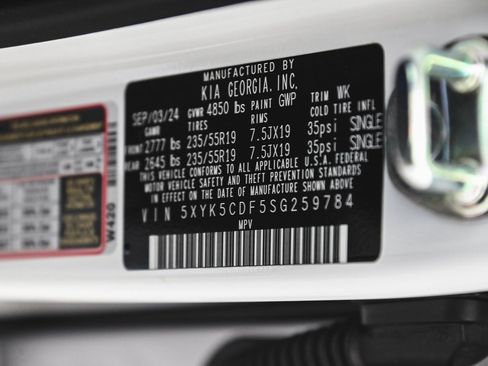 MANUFACTURED BY
KIA GEORGIA, INC.
SEP/03/24 GVWR 4850 lbs PAINT GWP TRIM WK
GAWR TIRES RIMS COLD TIRE INFL
FRONT 2777 lbs 235/55R19 7.5JX19 35psi SINGLE
REAR 2645 lbs 235/55R19 7.5JX19 35psi SINGLE
THIS VEHICLE CONFORMS TO ALL APPLICABLE U.S.A. FEDERAL
MOTOR VEHICLE SAFETY AND THEFT PREVENTION STANDARDS
IN EFFECT ON THE DATE OF MANUFACTURE SHOWN ABOVE
VIN 5XYK5CDF5SG259784
MPV
W420